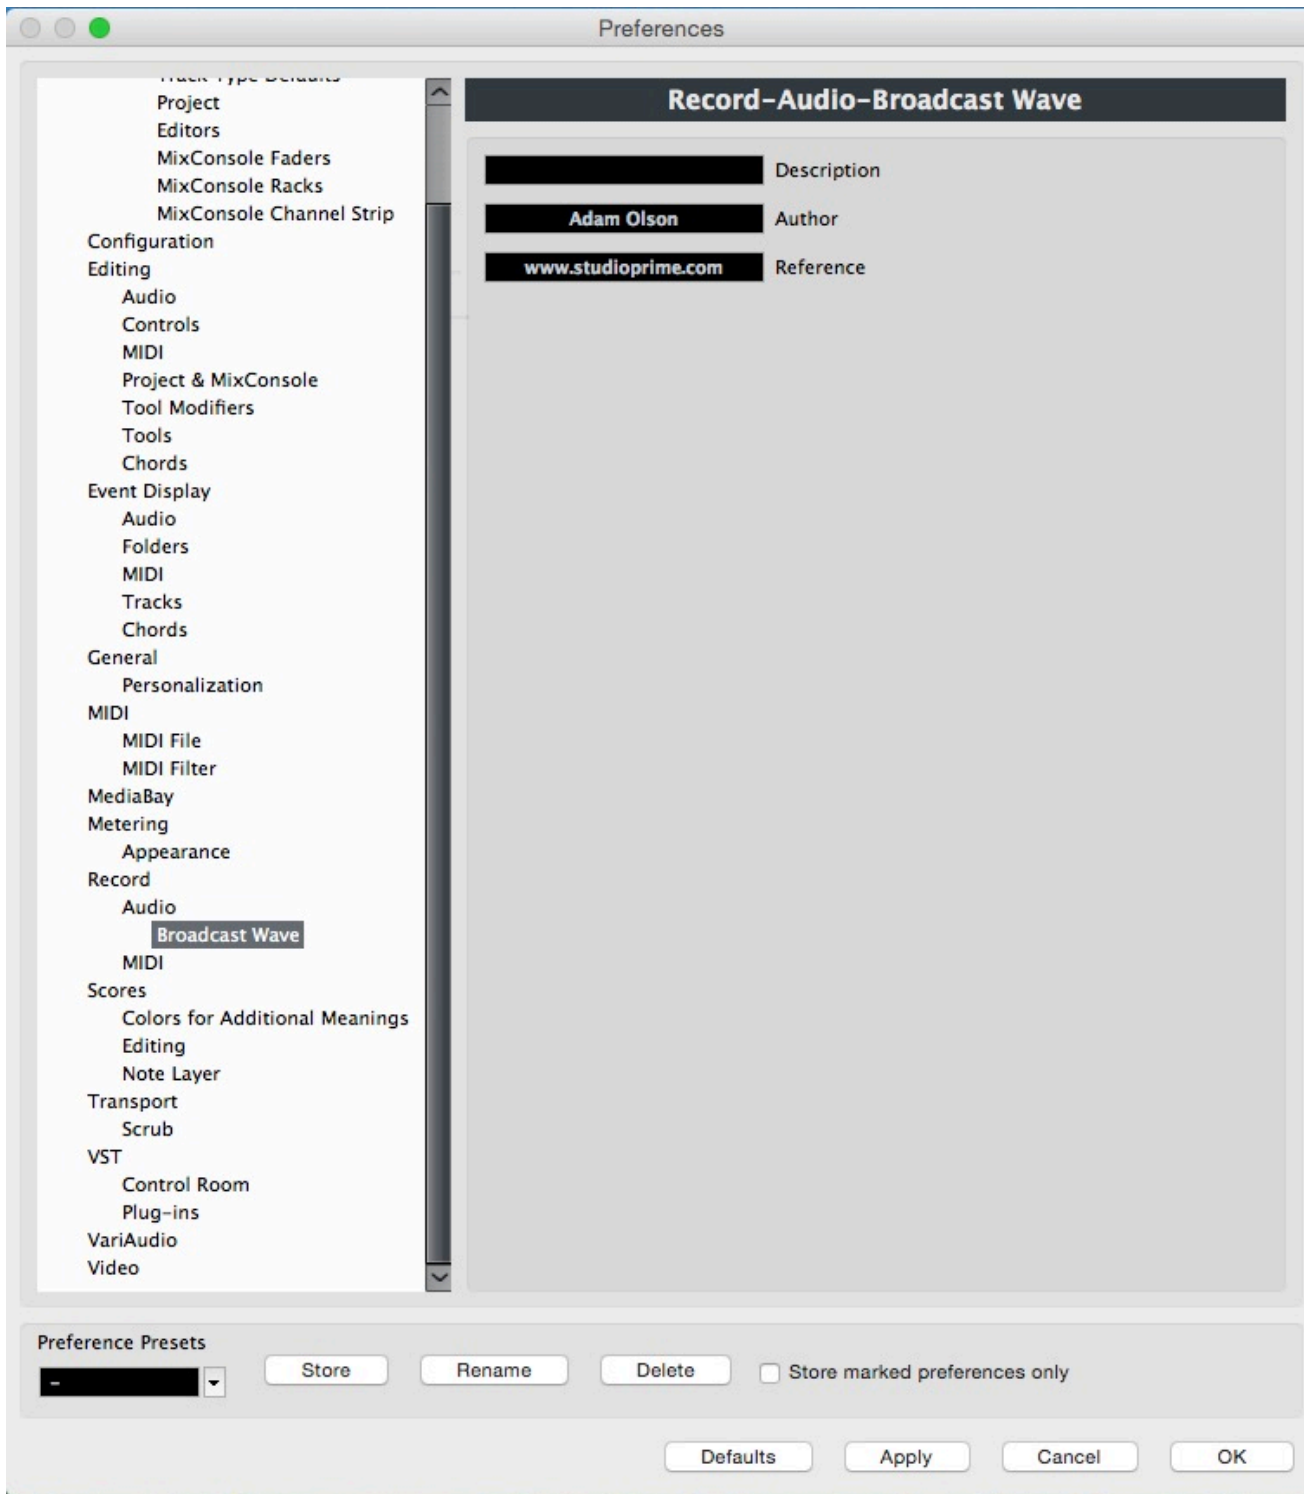 Preferences
Track Type Defaults
Project
Editors
MixConsole Faders
MixConsole Racks
MixConsole Channel Strip
Configuration
Editing
Audio
Controls
MIDI
Project & MixConsole
Tool Modifiers
Tools
Chords
Event Display
Audio
Folders
MIDI
Tracks
Chords
General
Personalization
MIDI
MIDI File
MIDI Filter
MediaBay
Metering
Appearance
Record
Audio
Broadcast Wave
MIDI
Scores
Colors for Additional Meanings
Editing
Note Layer
Transport
Scrub
VST
Control Room
Plug-ins
VariAudio
Video
Record-Audio-Broadcast Wave
Description
Adam Olson Author
www.studioprime.com Reference
Preference Presets
– Store Rename Delete Store marked preferences only
Defaults Apply Cancel OK